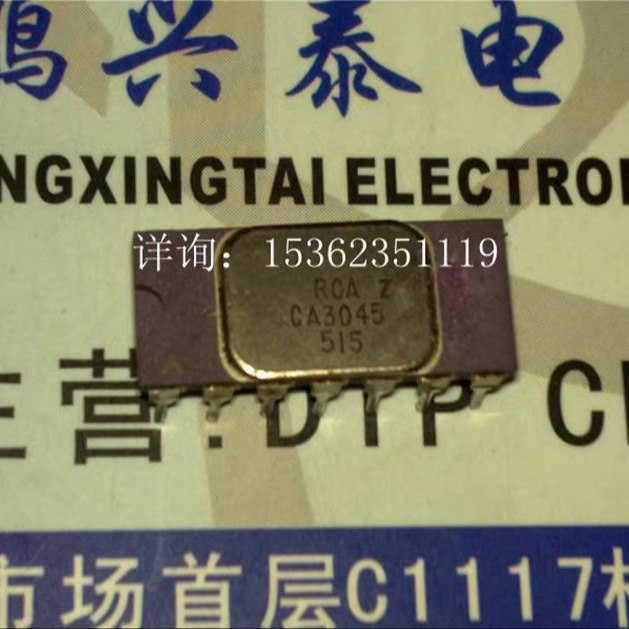 鸿兴泰电
NGXINGTAI ELECTRO
详询：15362351119
RCA Z
CA3045
515
主营:DIP C
市场首层C1117